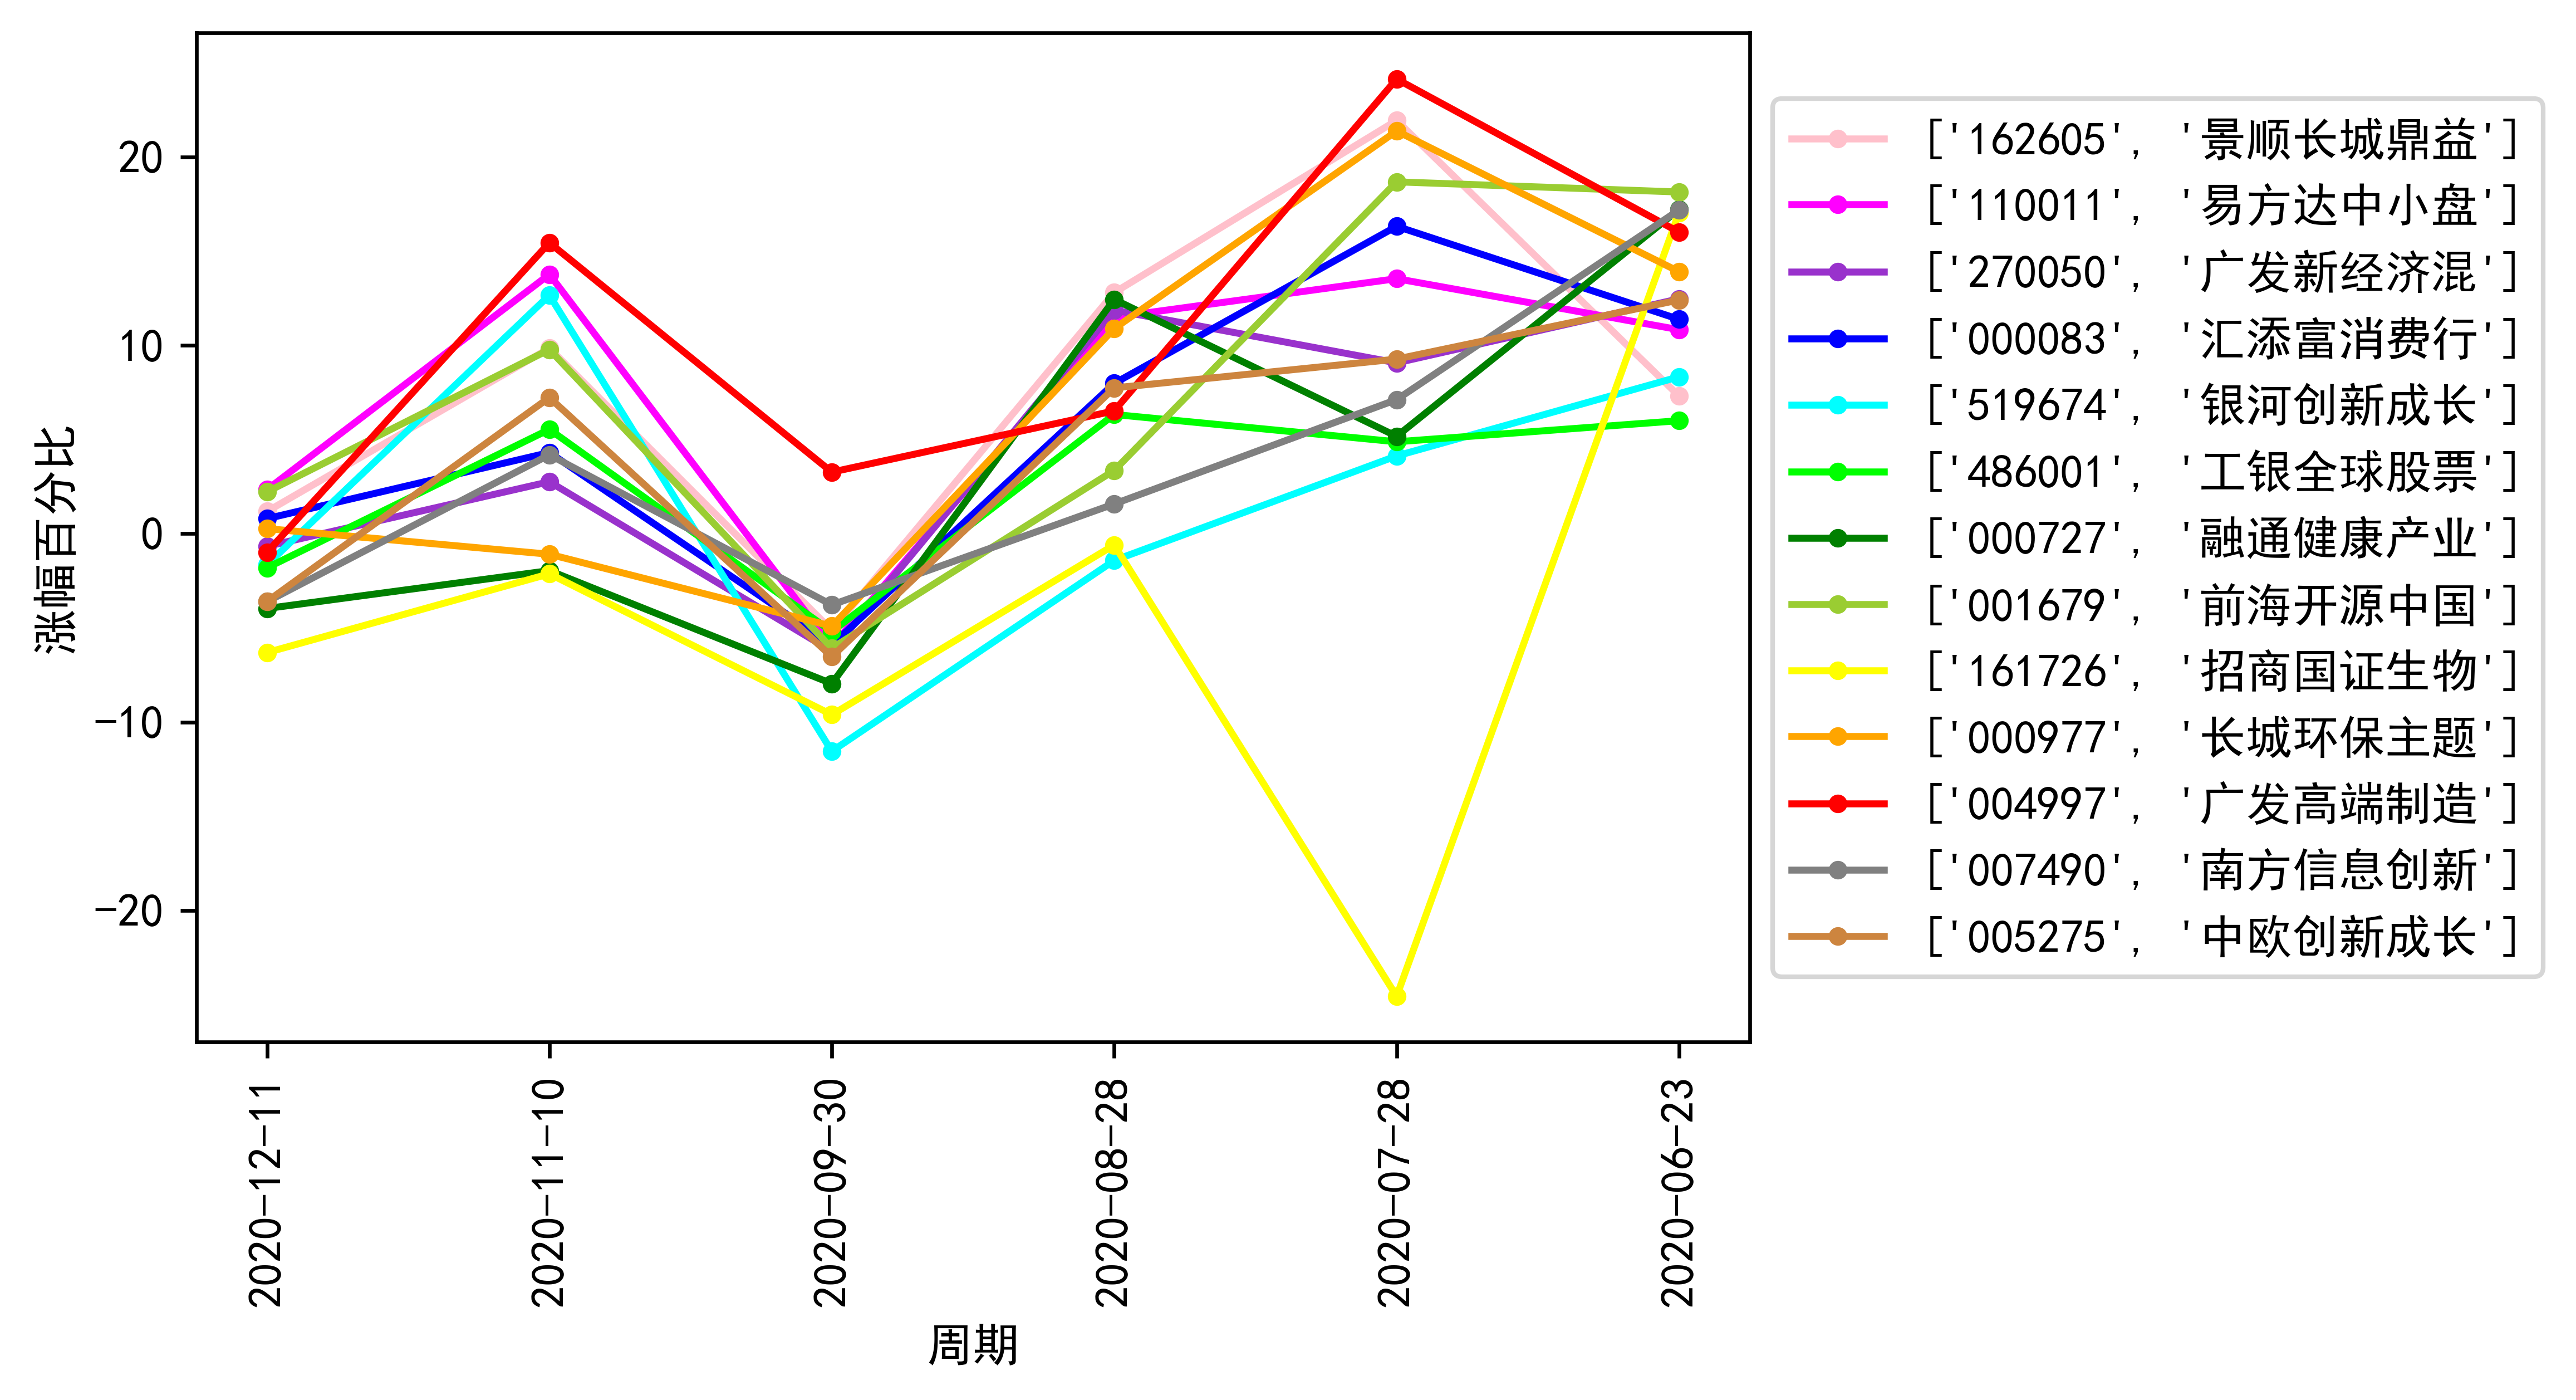 20
10
0
-10
-20
涨幅百分比
2020-12-11
2020-11-10
2020-09-30
2020-08-28
2020-07-28
2020-06-23
周期
['162605', '景顺长城鼎益']
['110011', '易方达中小盘']
['270050', '广发新经济混']
['000083', '汇添富消费行']
['519674', '银河创新成长']
['486001', '工银全球股票']
['000727', '融通健康产业']
['001679', '前海开源中国']
['161726', '招商国证生物']
['000977', '长城环保主题']
['004997', '广发高端制造']
['007490', '南方信息创新']
['005275', '中欧创新成长']